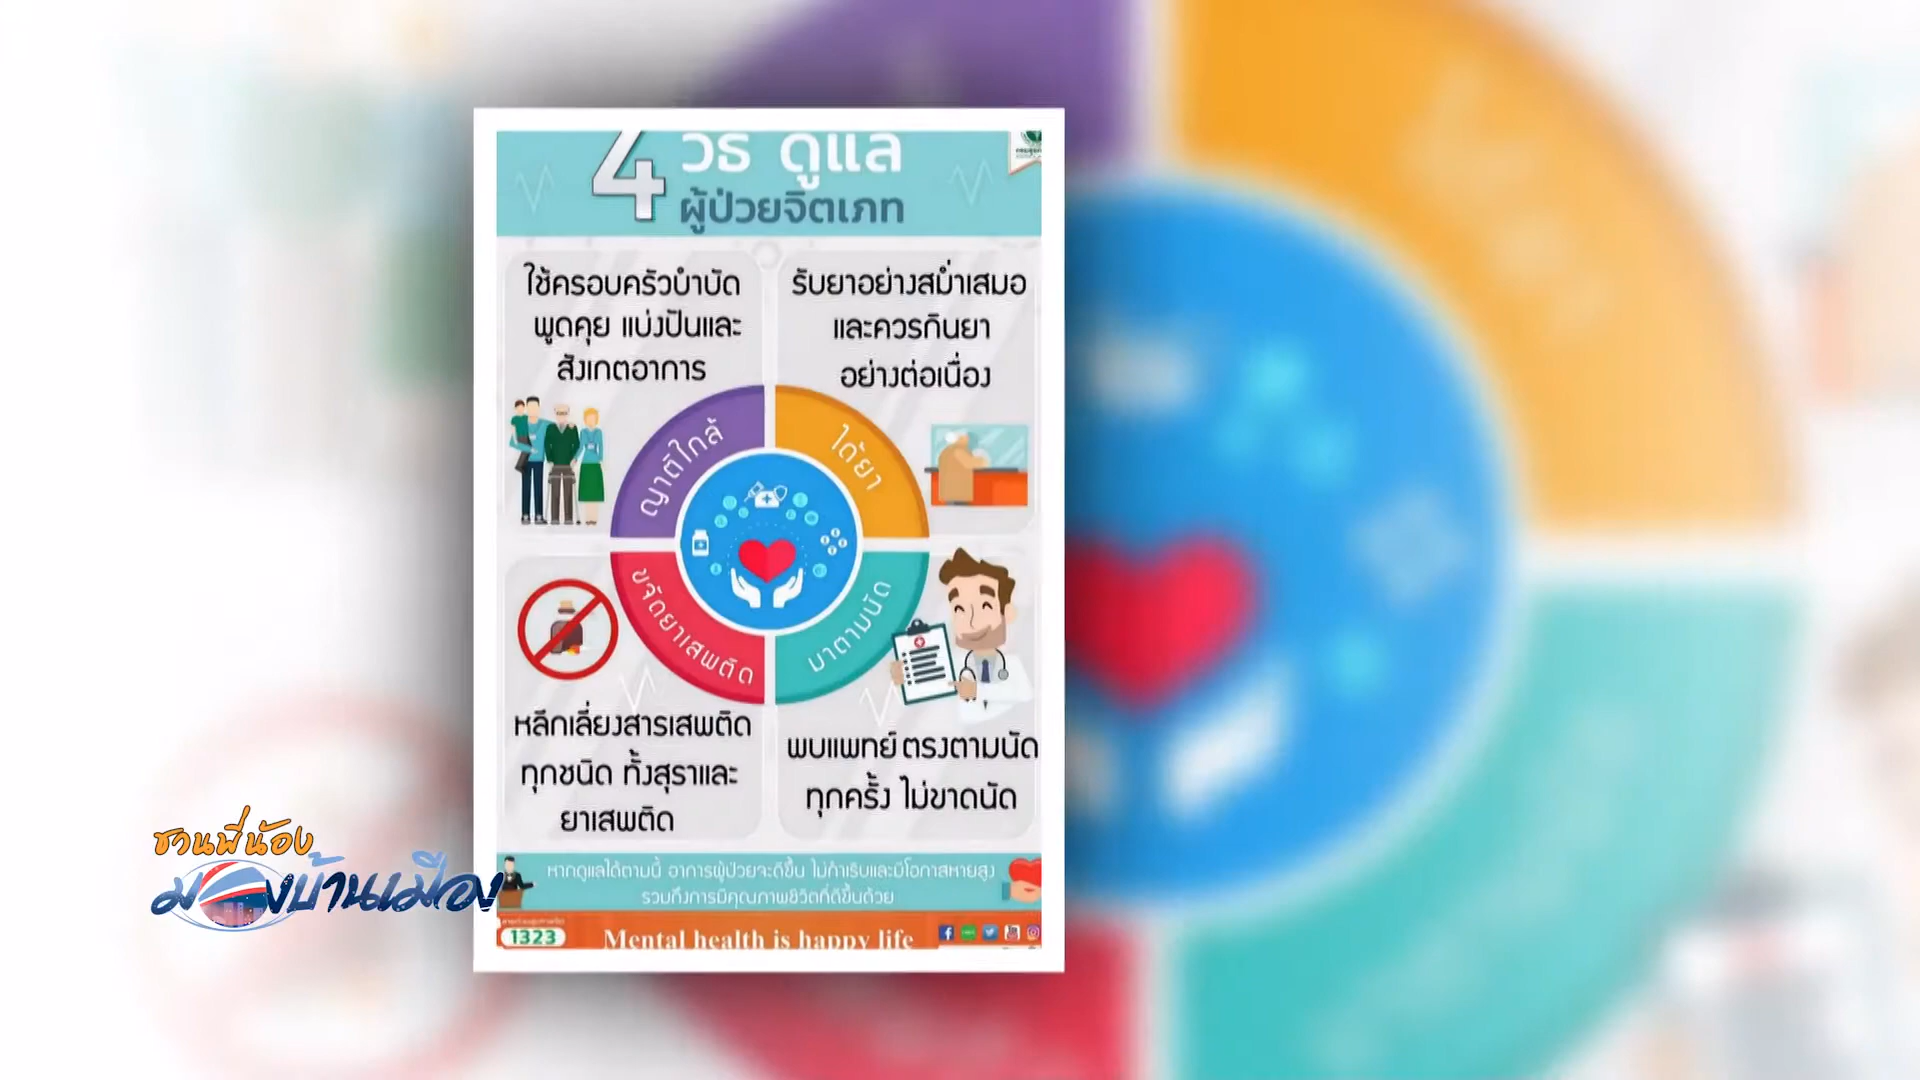 4 วิธี ดูแล
ผู้ป่วยจิตเภท
ใช้ครอบครัวบำบัด
พูดคุย แบ่งปันและ
สังเกตอาการ
รับยาอย่างสม่ำเสมอ
และควรกินยา
อย่างต่อเนื่อง
ญาติใกล้
ได้ยา
ขจัดยาเสพติด
มาตามนัด
หลีกเลี่ยงสารเสพติด
ทุกชนิด ทั้งสุราและ
ยาเสพติด
พบแพทย์ ตรงตามนัด
ทุกครั้ง ไม่ขาดนัด
หากดูแลได้ตามนี้ อาการผู้ป่วยจะดีขึ้น ไม่กำเริบและมีโอกาสหายสูง
รวมถึงการมีคุณภาพชีวิตที่ดีขึ้นด้วย
1323
Mental health is happy life
ชวนพี่น้อง
มองบ้านเมือง